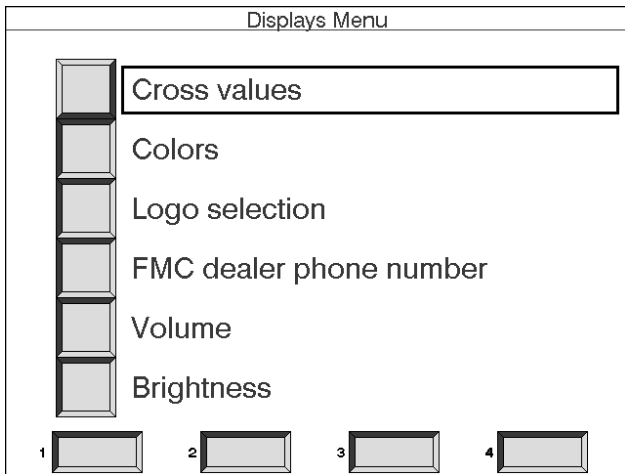 Displays Menu
Cross values
Colors
Logo selection
FMC dealer phone number
Volume
Brightness
1 2 3 4